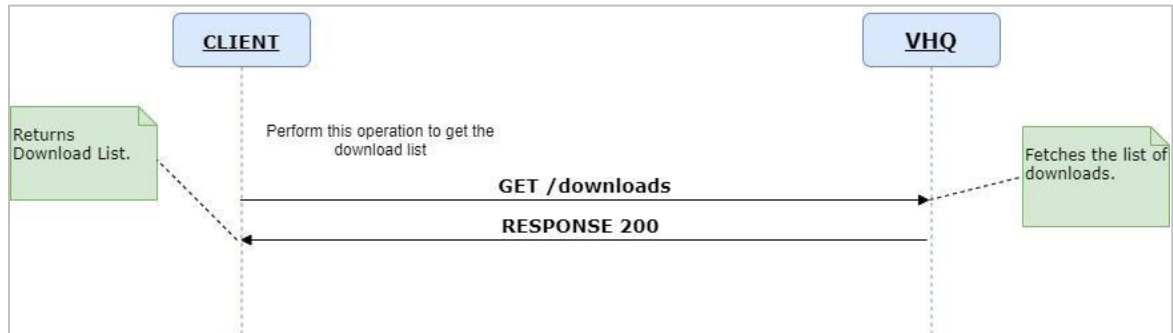 CLIENT
VHQ
Returns
Download List.
Perform this operation to get the
download list
Fetches the list of
downloads.
GET /downloads
RESPONSE 200